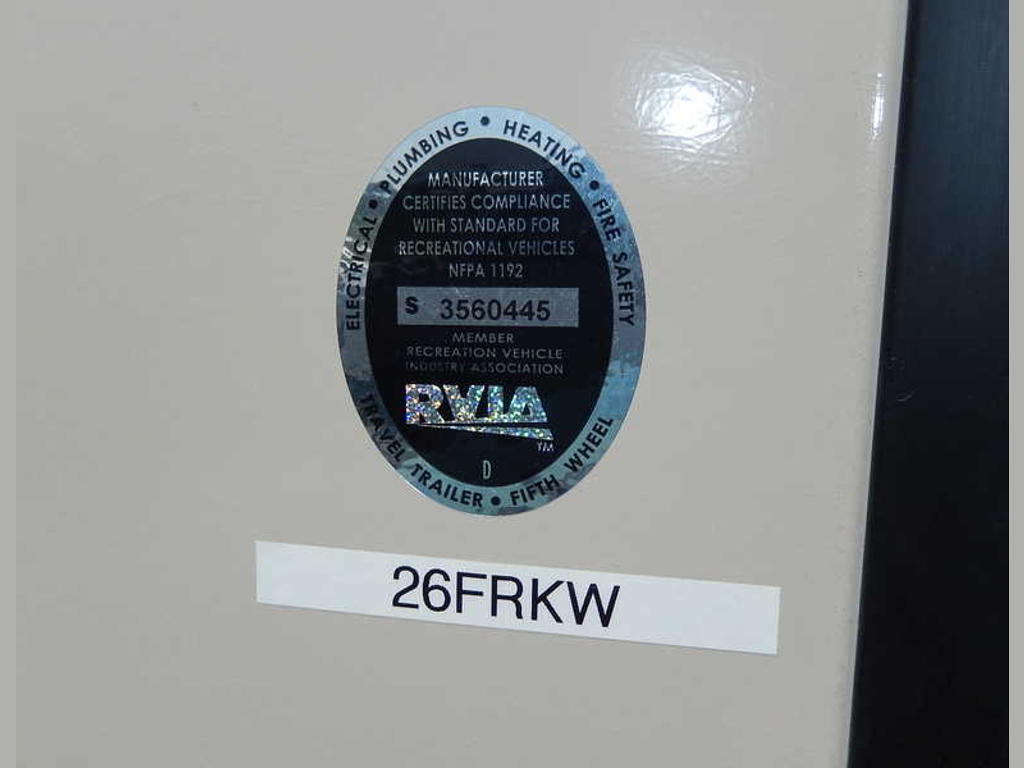 ELECTRICAL • PLUMBING • HEATING • FIRE SAFETY
MANUFACTURER
CERTIFIES COMPLIANCE
WITH STANDARD FOR
RECREATIONAL VEHICLES
NFPA 1192
S 3560445
MEMBER
RECREATION VEHICLE
INDUSTRY ASSOCIATION
RVIA
TM
D
TRAVEL TRAILER • FIFTH WHEEL
26FRKW